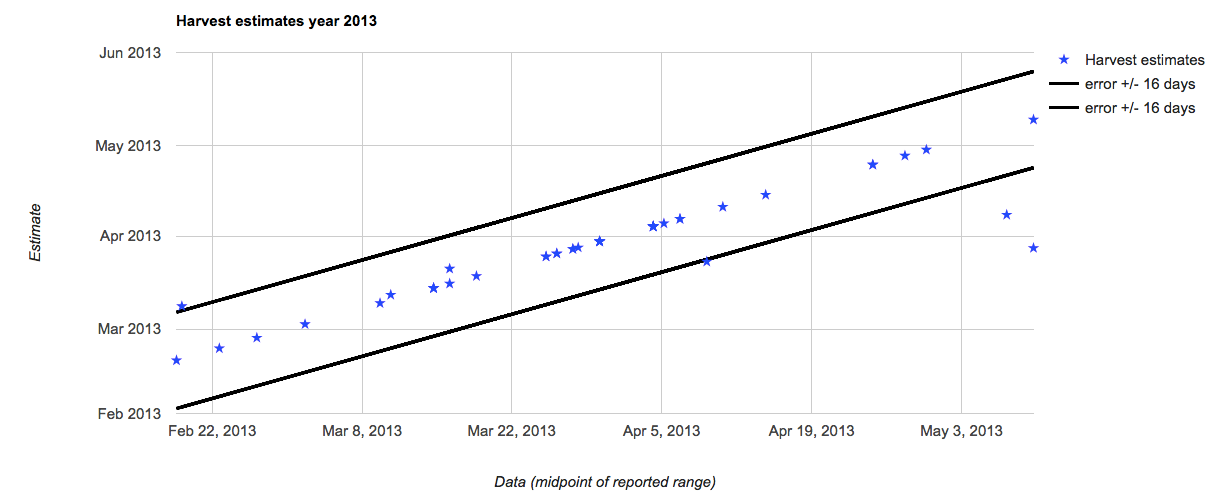 Harvest estimates year 2013
Jun 2013
May 2013
Apr 2013
Mar 2013
Feb 2013
Estimate
Feb 22, 2013
Mar 8, 2013
Mar 22, 2013
Apr 5, 2013
Apr 19, 2013
May 3, 2013
Data (midpoint of reported range)
Harvest estimates
error +/- 16 days
error +/- 16 days